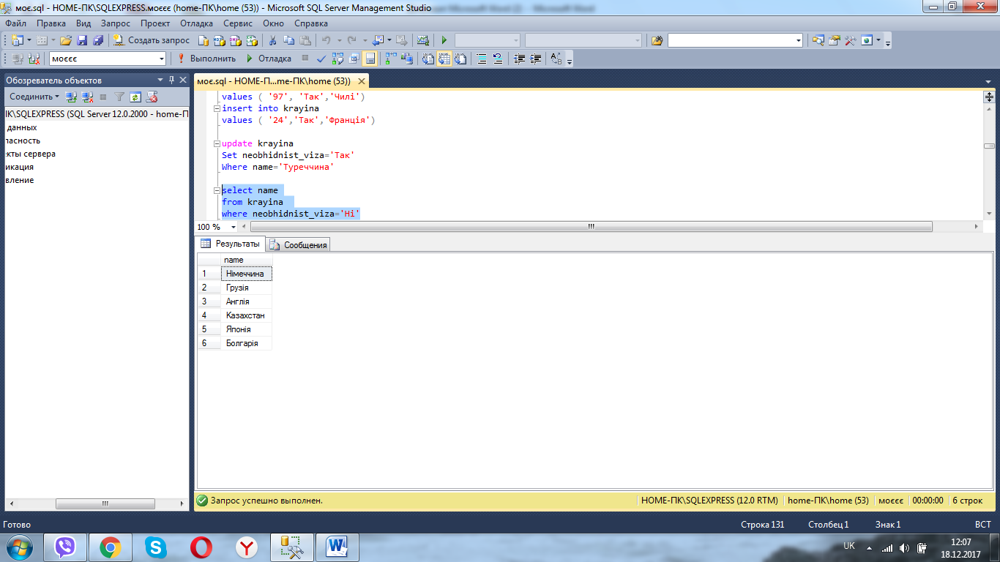 моє.sql - HOME-ПК\SQLEXPRESS.моєєє (home-ПК\home (53)) - Microsoft SQL Server Management Studio
Файл Правка Вид Запрос Проект Отладка Сервис Окно Справка
Создать запрос
моєєє Выполнить Отладка
Обозреватель объектов
моє.sql - HOME-П...me-ПК\home (53))
Соединить
ІК\SQLEXPRESS (SQL Server 12.0.2000 - home-П
данных
пасность
кты сервера
икация
вление
values ( '97', 'Так','Чилі')
insert into krayina
values ( '24','Так','Франція')
update krayina
Set neobhidnist_viza='Так'
Where name='Туреччина'
select name
from krayina
where neobhidnist_viza='Ні'
100 %
Результаты Сообщения
name
1 Німеччина
2 Грузія
3 Англія
4 Казахстан
5 Японія
6 Болгарія
Запрос успешно выполнен. HOME-ПК\SQLEXPRESS (12.0 RTM) home-ПК\home (53) моєєє 00:00:00 6 строк
Готово Строка 131 Столбец 1 Знак 1 ВСТ
UK 12:07
18.12.2017